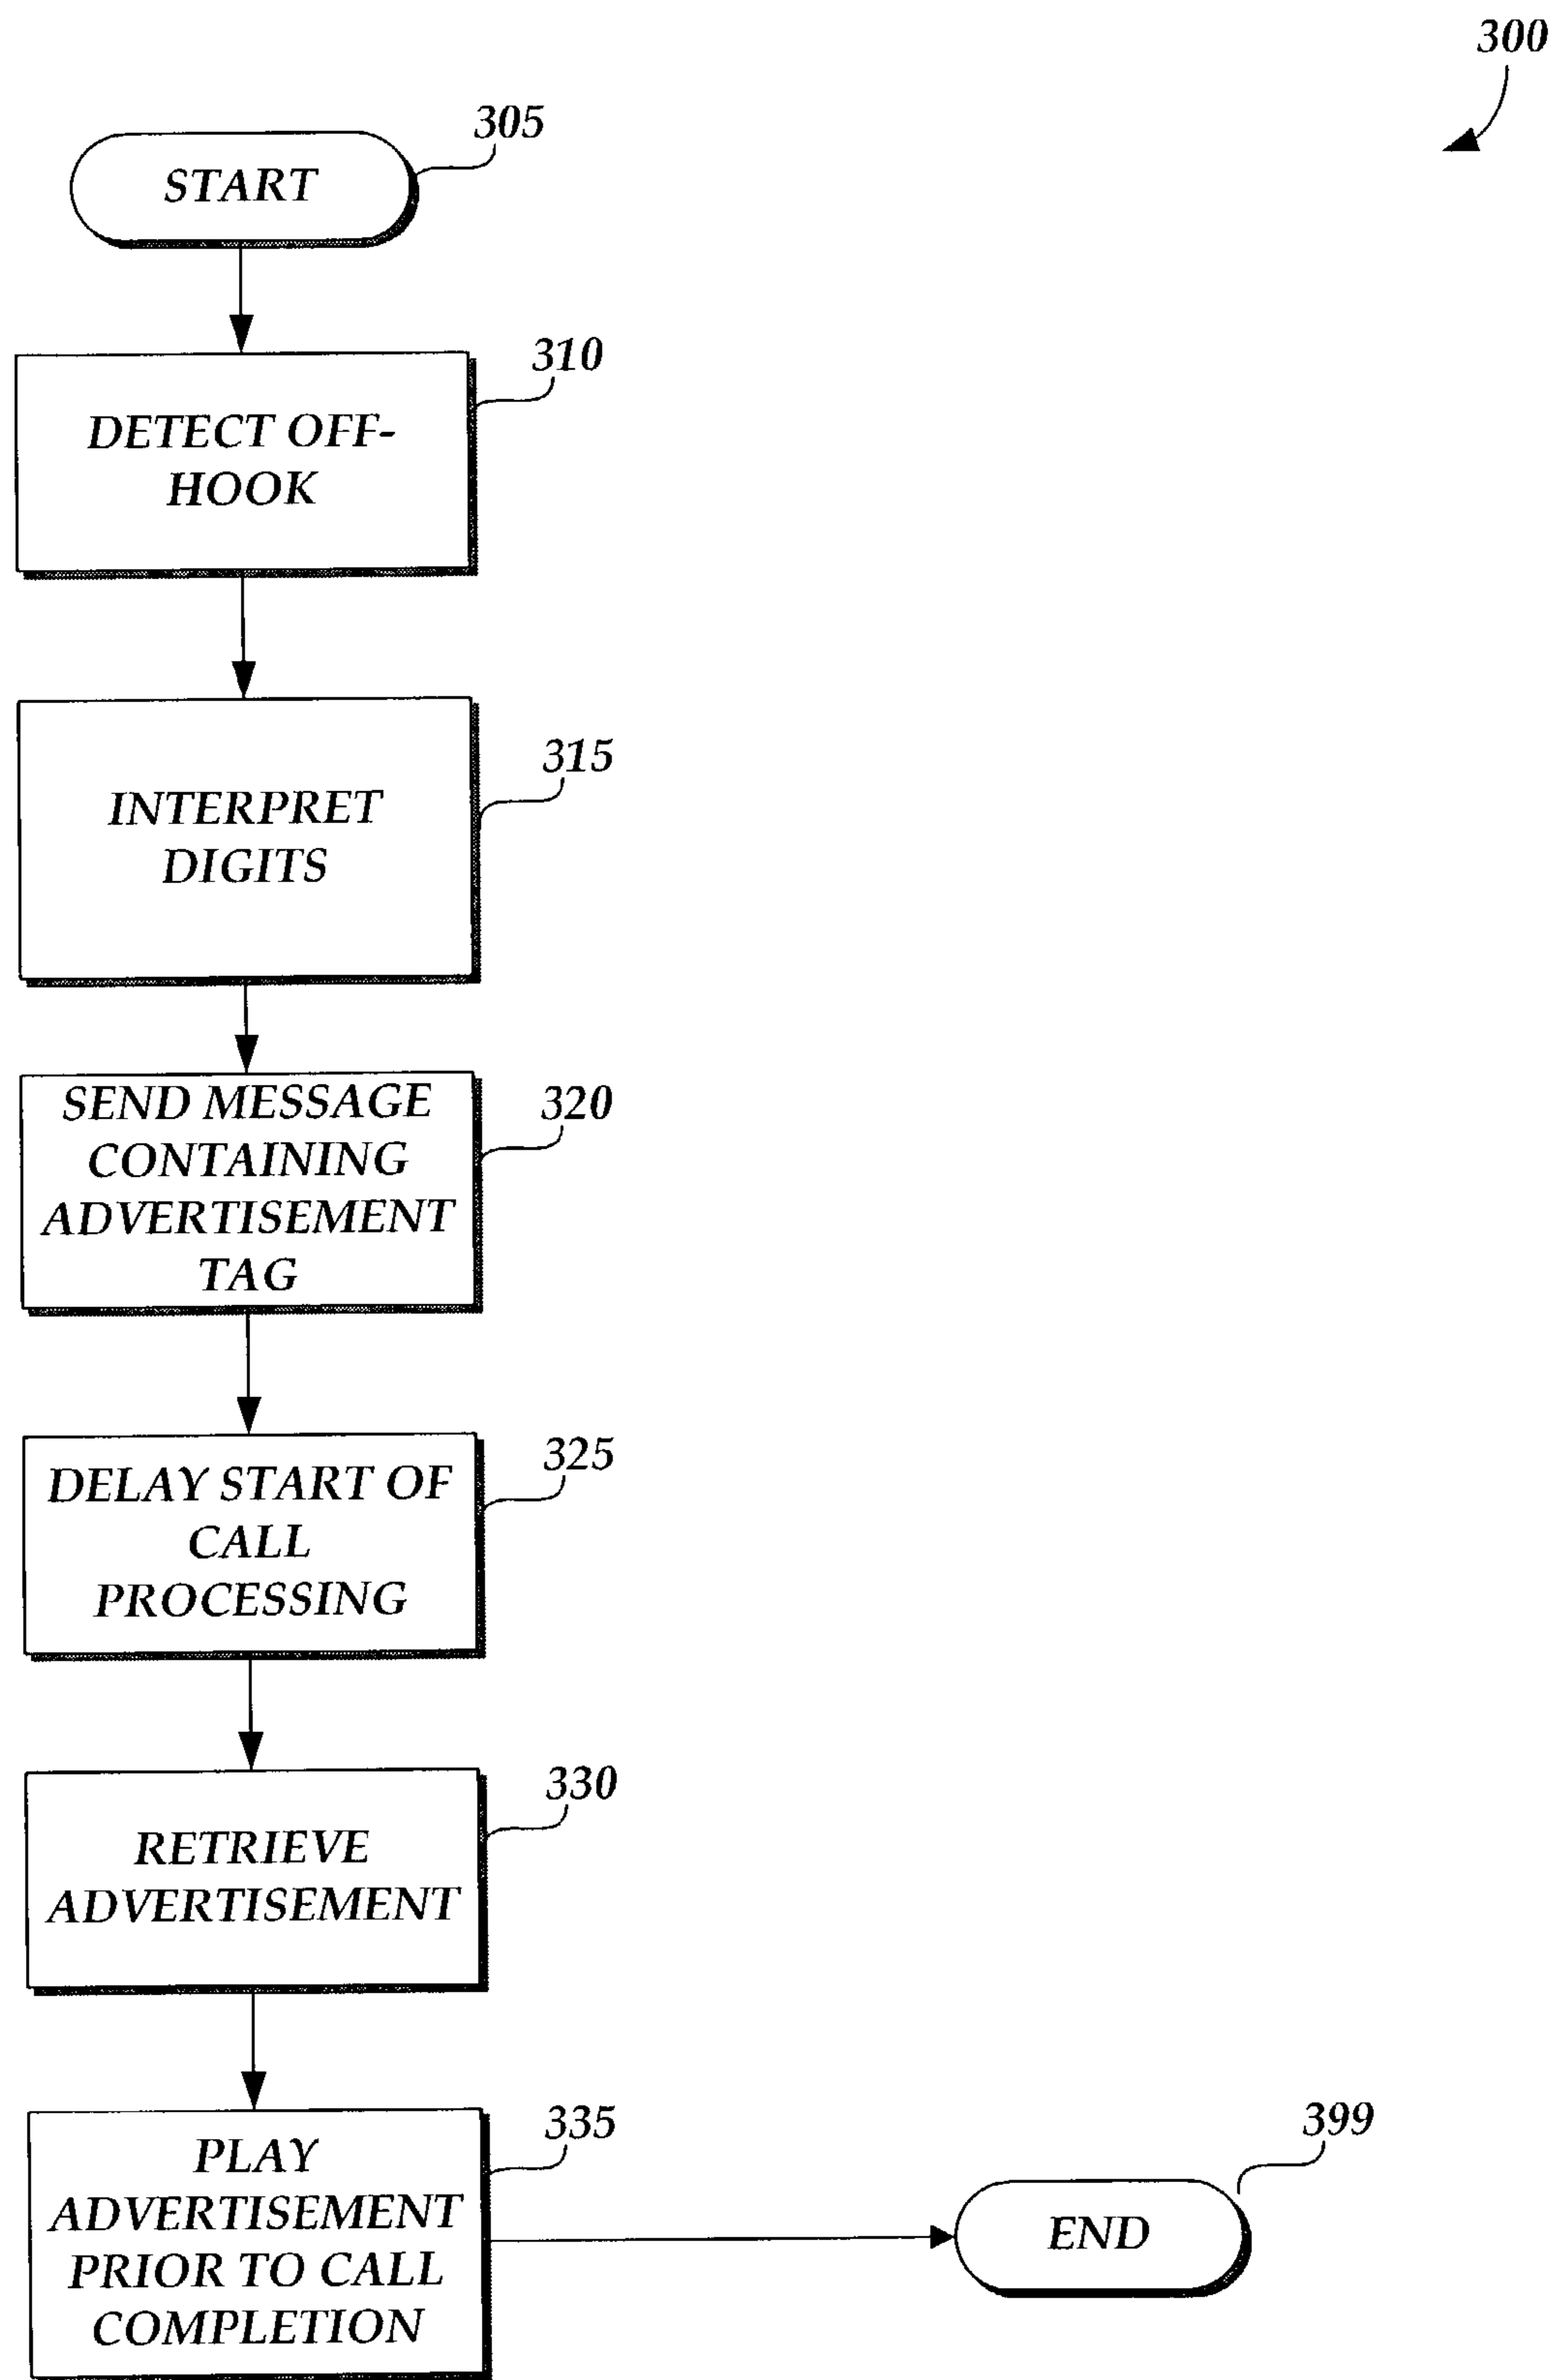 300
305
START
310
DETECT OFF-
HOOK
315
INTERPRET
DIGITS
320
SEND MESSAGE
CONTAINING
ADVERTISEMENT
TAG
325
DELAY START OF
CALL
PROCESSING
330
RETRIEVE
ADVERTISEMENT
335
PLAY
ADVERTISEMENT
PRIOR TO CALL
COMPLETION
399
END